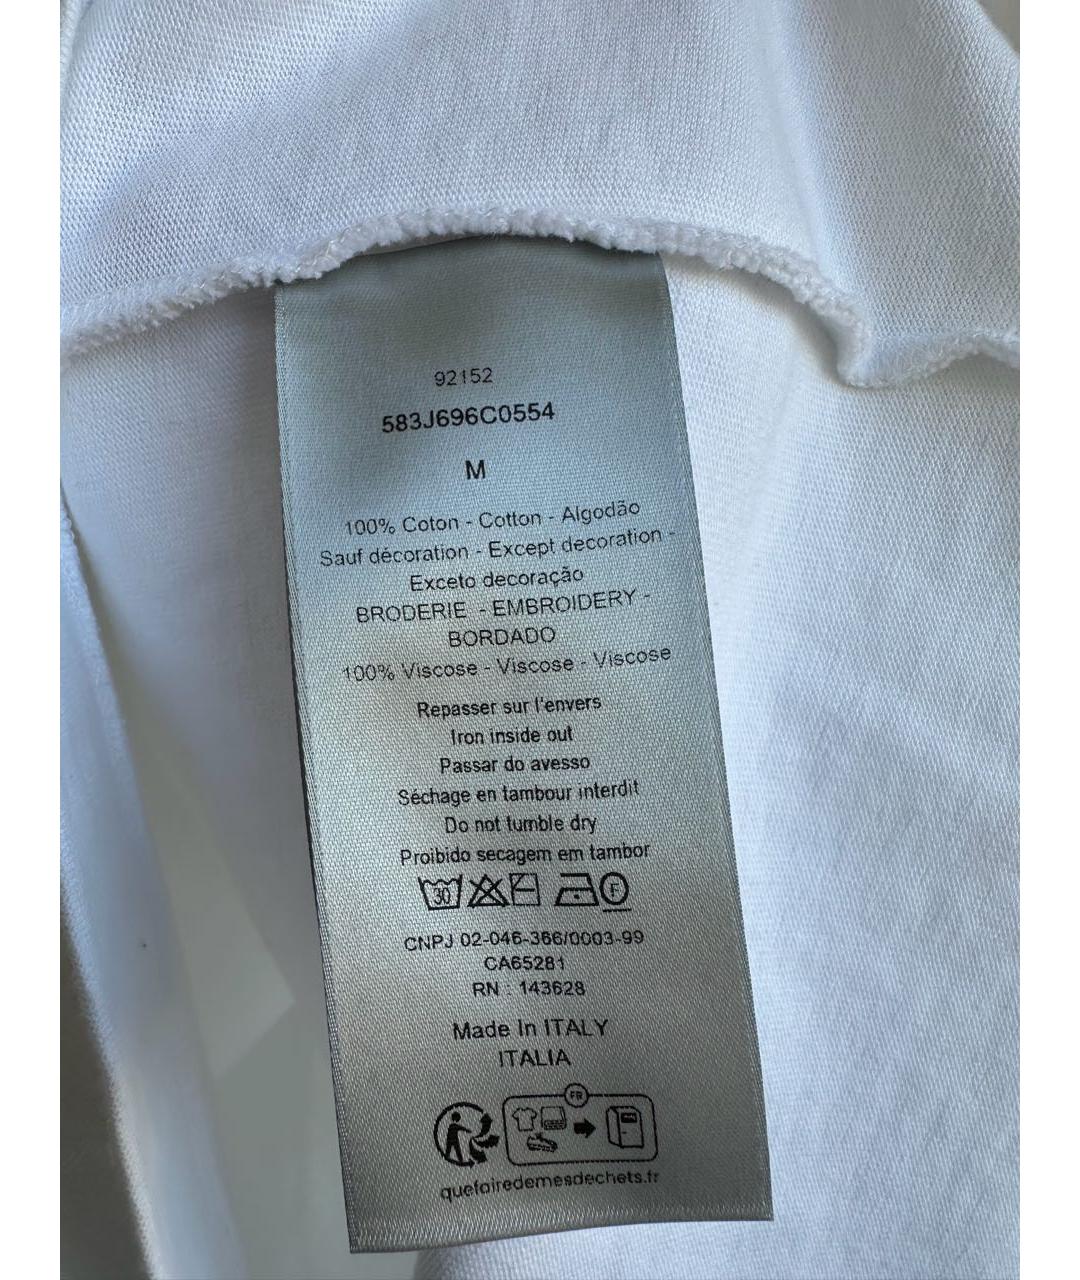 92152
583J696C0554
M
100% Coton - Cotton - Algodão
Sauf décoration - Except decoration -
Exceto decoração
BRODERIE - EMBROIDERY -
BORDADO
100% Viscose - Viscose - Viscose
Repasser sur l'envers
Iron inside out
Passar do avesso
Séchage en tambour interdit
Do not tumble dry
Proibido secagem em tambor
30 F
CNPJ 02-046-366/0003-99
CA65281
RN : 143628
Made In ITALY
ITALIA
FR
quefairedemesdechets.fr